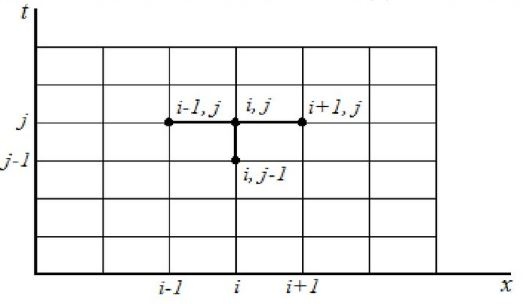 t
i-1, j i, j i+1, j
j
j-1
i, j-1
i-1 i i+1 x